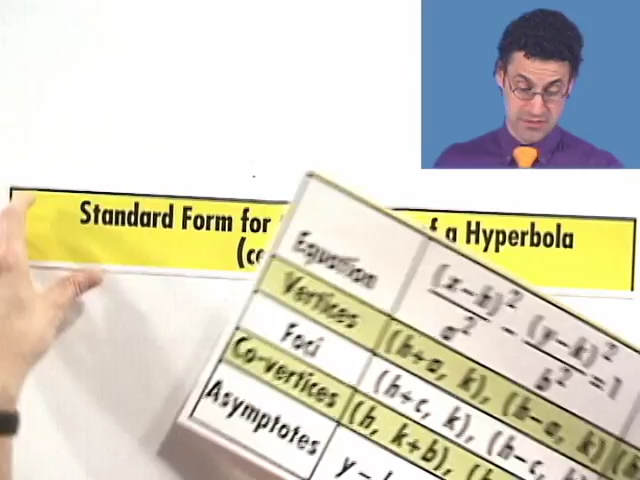 Standard Form for
f a Hyperbola
(ce
Equation (x-h)² / a² - (y-k)² / b² = 1
Vertices (h+a, k), (h-a, k)
Foci (h+c, k), (h-c, k
Co-vertices (h, k+b), (h
Asymptotes y-